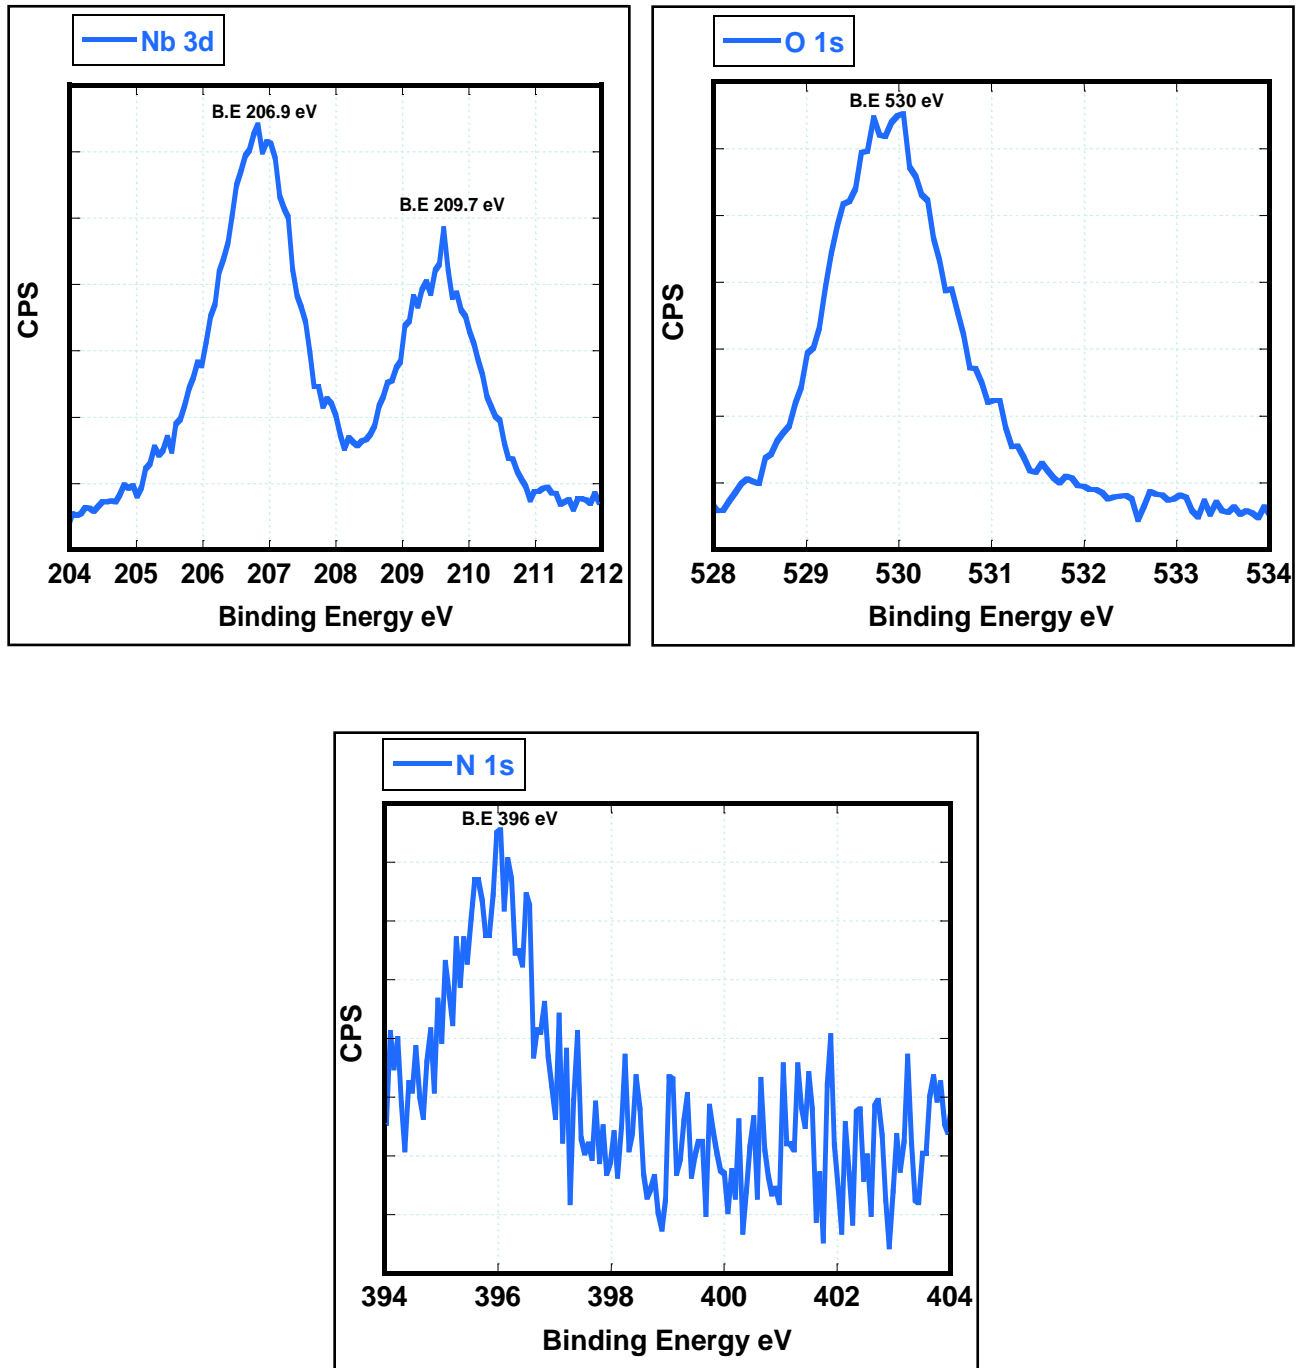 Nb 3d
B.E 206.9 eV
B.E 209.7 eV
CPS
204 205 206 207 208 209 210 211 212
Binding Energy eV
O 1s
B.E 530 eV
CPS
528 529 530 531 532 533 534
Binding Energy eV
N 1s
B.E 396 eV
CPS
394 396 398 400 402 404
Binding Energy eV